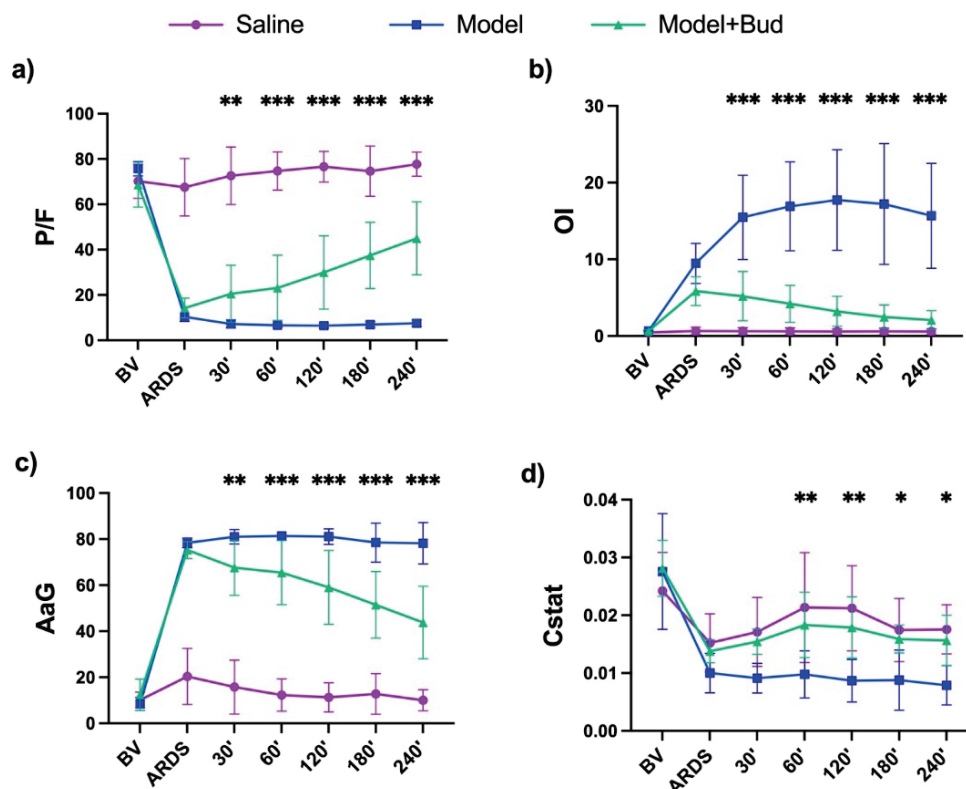 Saline Model Model+Bud
a)
** *** *** *** ***
100
80
60
40
20
0
P/F
BV ARDS 30' 60' 120' 180' 240'
b)
*** *** *** *** ***
30
20
10
0
OI
BV ARDS 30' 60' 120' 180' 240'
c)
** *** *** *** ***
100
80
60
40
20
0
AaG
BV ARDS 30' 60' 120' 180' 240'
d)
** ** * *
0.04
0.03
0.02
0.01
0.00
Cstat
BV ARDS 30' 60' 120' 180' 240'